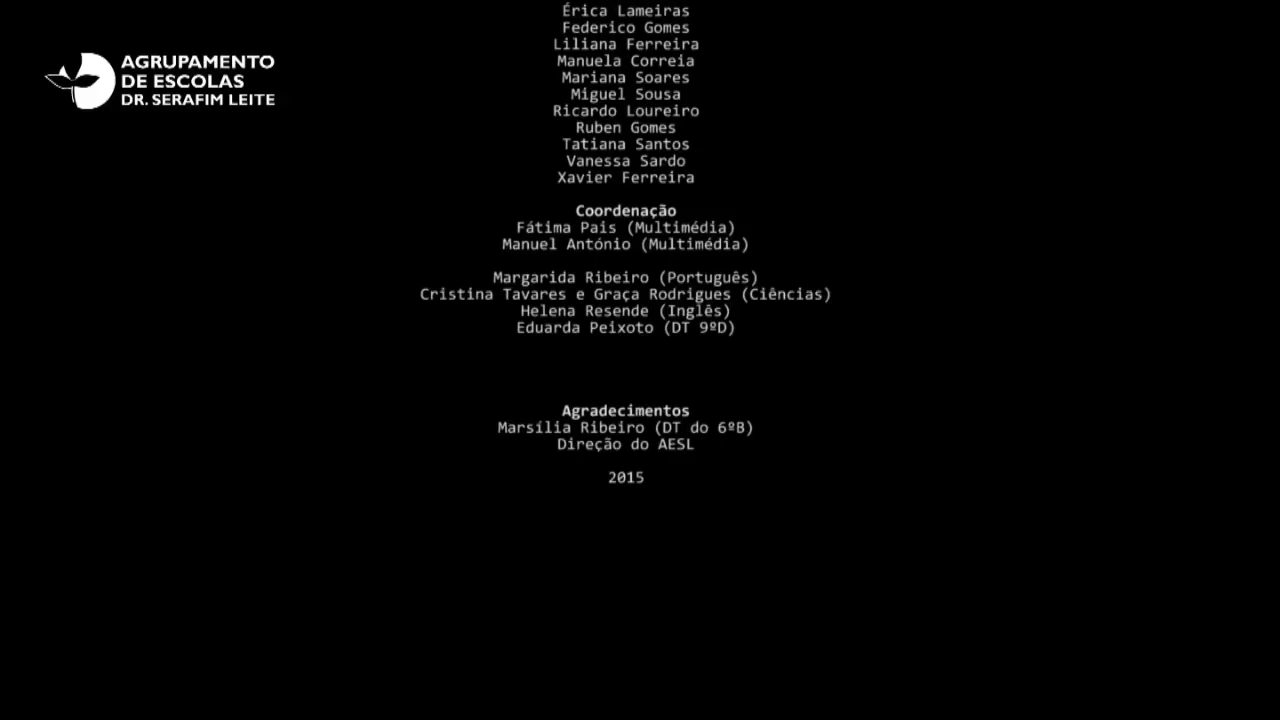 Érica Lameiras
Federico Gomes
Liliana Ferreira
Manuela Correia
Mariana Soares
Miguel Sousa
Ricardo Loureiro
Ruben Gomes
Tatiana Santos
Vanessa Sardo
Xavier Ferreira
AGRUPAMENTO
DE ESCOLAS
DR. SERAFIM LEITE
Coordenação
Fátima Pais (Multimédia)
Manuel António (Multimédia)
Margarida Ribeiro (Português)
Cristina Tavares e Graça Rodrigues (Ciências)
Helena Resende (Inglês)
Eduarda Peixoto (DT 9ºD)
Agradecimentos
Marsília Ribeiro (DT do 6ºB)
Direção do AESL
2015